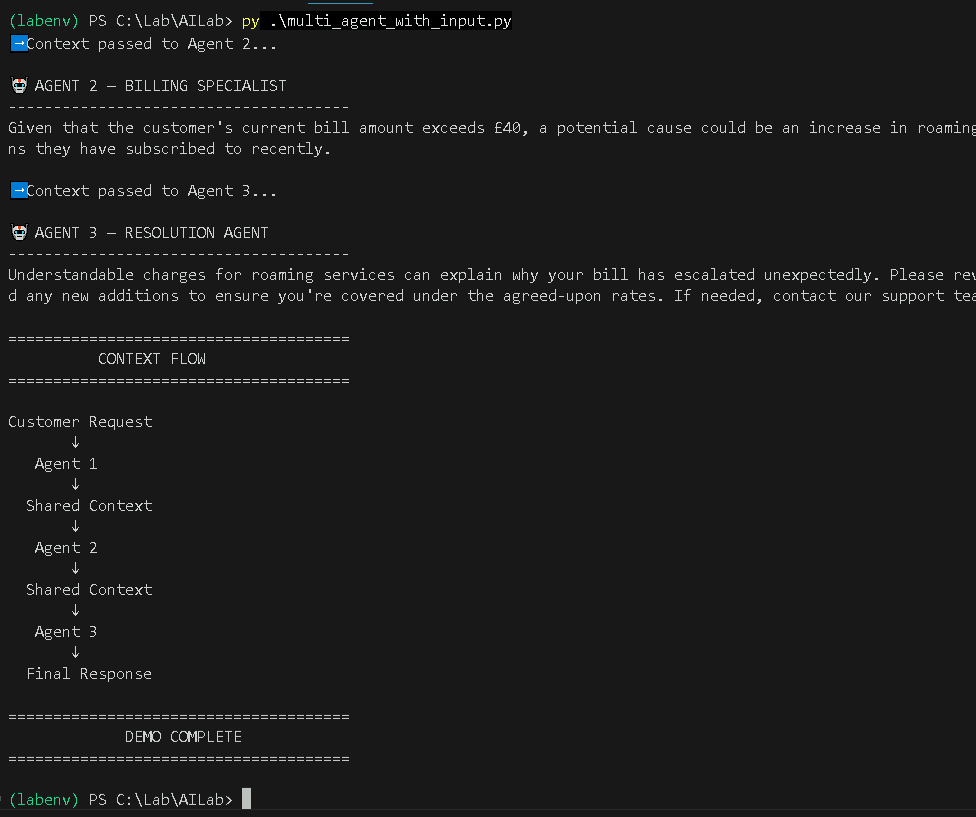 (labenv) PS C:\Lab\AILab> py .\multi_agent_with_input.py
➡Context passed to Agent 2...
🤖 AGENT 2 — BILLING SPECIALIST
--------------------------------------
Given that the customer's current bill amount exceeds £40, a potential cause could be an increase in roaming
ns they have subscribed to recently.
➡Context passed to Agent 3...
🤖 AGENT 3 — RESOLUTION AGENT
--------------------------------------
Understandable charges for roaming services can explain why your bill has escalated unexpectedly. Please rev
d any new additions to ensure you're covered under the agreed-upon rates. If needed, contact our support tea
======================================
CONTEXT FLOW
======================================
Customer Request
↓
Agent 1
↓
Shared Context
↓
Agent 2
↓
Shared Context
↓
Agent 3
↓
Final Response
======================================
DEMO COMPLETE
======================================
(labenv) PS C:\Lab\AILab>